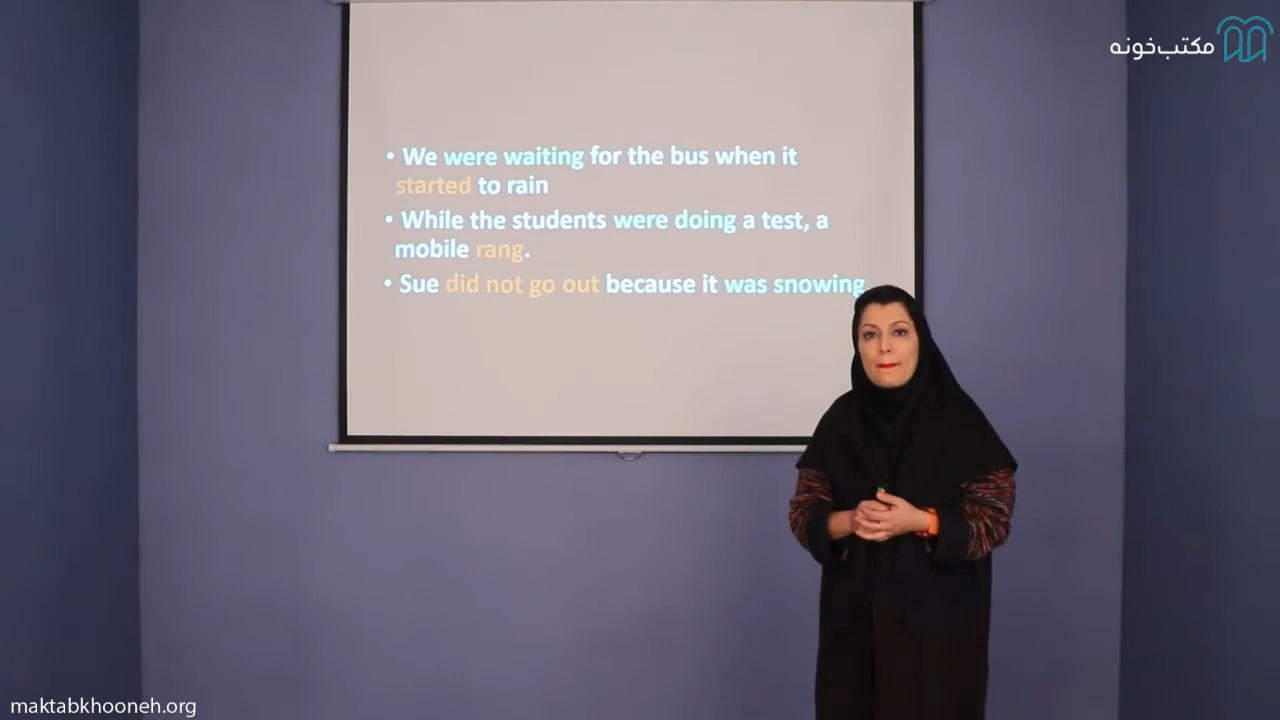 مکتب‌خونه
• We were waiting for the bus when it
started to rain
• While the students were doing a test, a
mobile rang.
• Sue did not go out because it was snowing.
maktabkhooneh.org